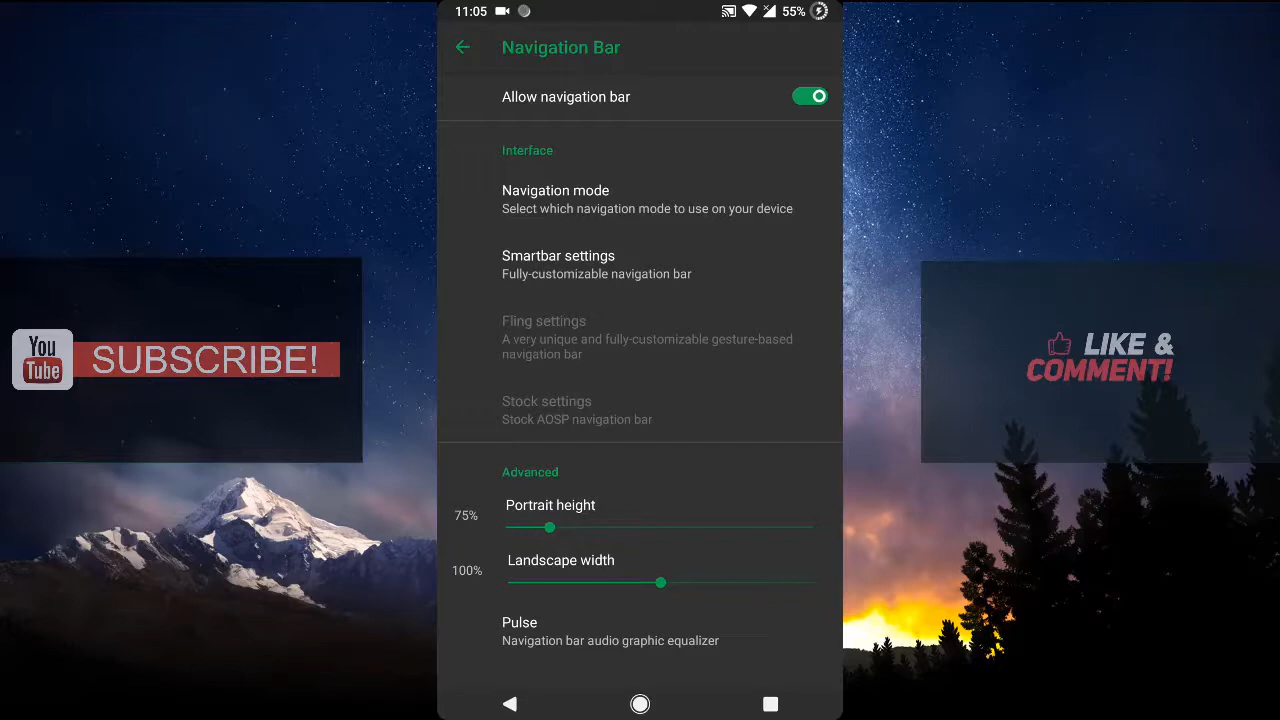 11:05
55%
Navigation Bar
Allow navigation bar
Interface
Navigation mode
Select which navigation mode to use on your device
Smartbar settings
Fully-customizable navigation bar
Fling settings
A very unique and fully-customizable gesture-based
navigation bar
Stock settings
Stock AOSP navigation bar
Advanced
Portrait height
75%
Landscape width
100%
Pulse
Navigation bar audio graphic equalizer
You
Tube
SUBSCRIBE!
LIKE &
COMMENT!